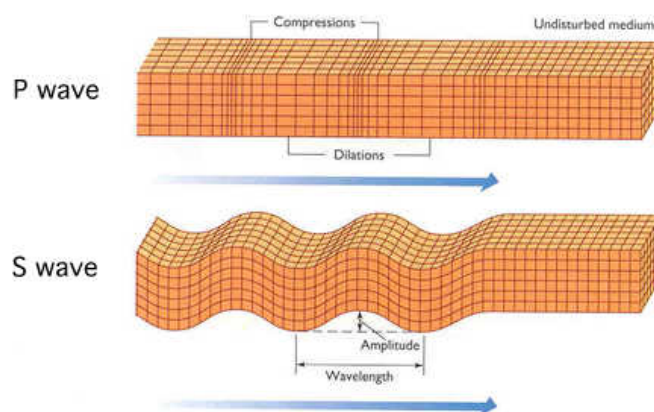 Compressions
Undisturbed medium
P wave
Dilations
S wave
Amplitude
Wavelength